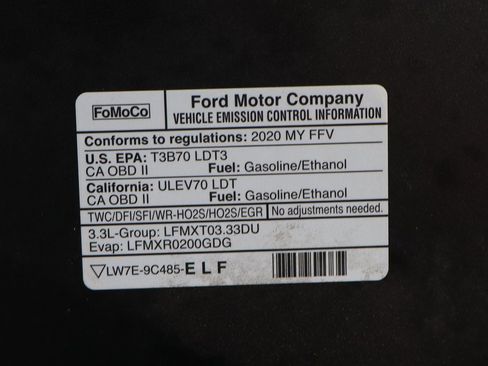 FoMoCo
Ford Motor Company
VEHICLE EMISSION CONTROL INFORMATION
Conforms to regulations: 2020 MY FFV
U.S. EPA: T3B70 LDT3
CA OBD II Fuel: Gasoline/Ethanol
California: ULEV70 LDT
CA OBD II Fuel: Gasoline/Ethanol
TWC/DFI/SFI/WR-HO2S/HO2S/EGR No adjustments needed.
3.3L-Group: LFMXT03.33DU
Evap: LFMXR0200GDG
LW7E-9C485-E L F